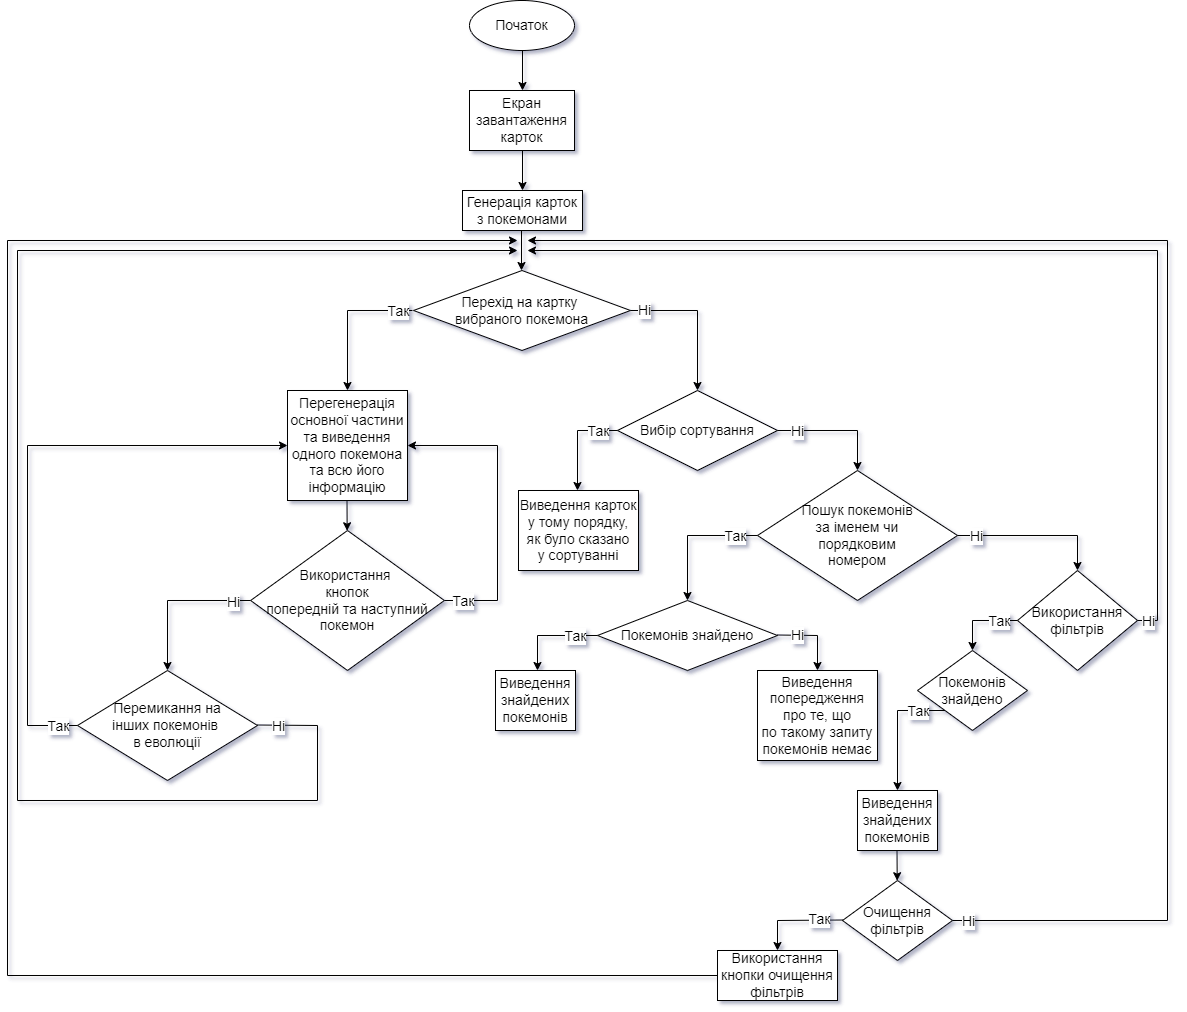 Початок
Екран
завантаження
карток
Генерація карток
з покемонами
Перехід на картку
вибраного покемона
Так
Ні
Перегенерація
основної частини
та виведення
одного покемона
та всю його
інформацію
Вибір сортування
Так
Ні
Виведення карток
у тому порядку,
як було сказано
у сортуванні
Пошук покемонів
за іменем чи
порядковим
номером
Так
Ні
Використання
кнопок
попередній та наступний
покемон
Ні
Так
Покемонів знайдено
Так
Ні
Використання
фільтрів
Так
Ні
Виведення
знайдених
покемонів
Виведення
попередження
про те, що
по такому запиту
покемонів немає
Покемонів
знайдено
Так
Перемикання на
інших покемонів
в еволюції
Так
Ні
Виведення
знайдених
покемонів
Очищення
фільтрів
Так
Ні
Використання
кнопки очищення
фільтрів